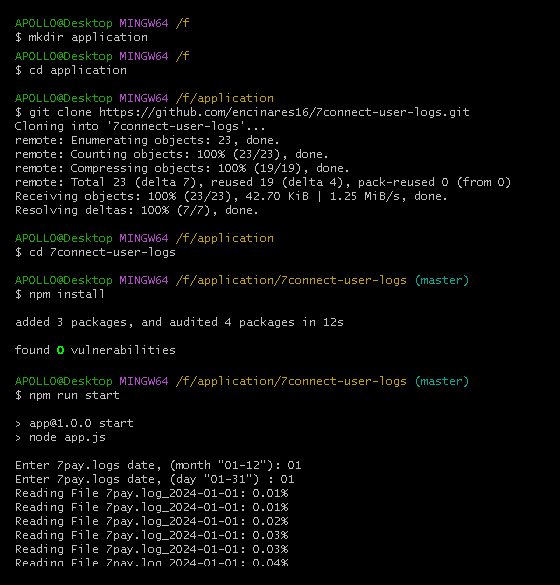 APOLLO@Desktop MINGW64 /f
$ mkdir application
APOLLO@Desktop MINGW64 /f
$ cd application
APOLLO@Desktop MINGW64 /f/application
$ git clone https://github.com/encinares16/7connect-user-logs.git
Cloning into '7connect-user-logs'...
remote: Enumerating objects: 23, done.
remote: Counting objects: 100% (23/23), done.
remote: Compressing objects: 100% (19/19), done.
remote: Total 23 (delta 7), reused 19 (delta 4), pack-reused 0 (from 0)
Receiving objects: 100% (23/23), 42.70 KiB | 1.25 MiB/s, done.
Resolving deltas: 100% (7/7), done.
APOLLO@Desktop MINGW64 /f/application
$ cd 7connect-user-logs
APOLLO@Desktop MINGW64 /f/application/7connect-user-logs (master)
$ npm install
added 3 packages, and audited 4 packages in 12s
found 0 vulnerabilities
APOLLO@Desktop MINGW64 /f/application/7connect-user-logs (master)
$ npm run start
> app@1.0.0 start
> node app.js
Enter 7pay.logs date, (month "01-12"): 01
Enter 7pay.logs date, (day "01-31") : 01
Reading File 7pay.log_2024-01-01: 0.01%
Reading File 7pay.log_2024-01-01: 0.01%
Reading File 7pay.log_2024-01-01: 0.02%
Reading File 7pay.log_2024-01-01: 0.03%
Reading File 7pay.log_2024-01-01: 0.03%
Reading File 7pay.log_2024-01-01: 0.04%